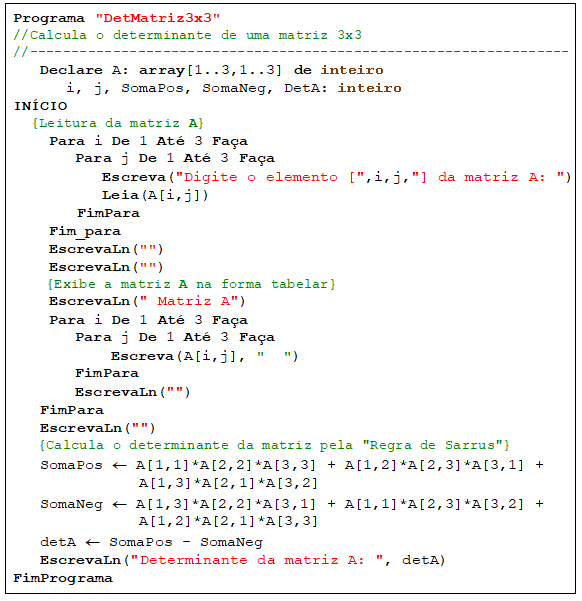 Programa "DetMatriz3x3"
//Calcula o determinante de uma matriz 3x3
//-------------------------------------------------------------------
Declare A: array[1..3,1..3] de inteiro
i, j, SomaPos, SomaNeg, DetA: inteiro
INÍCIO
{Leitura da matriz A}
Para i De 1 Até 3 Faça
Para j De 1 Até 3 Faça
Escreva("Digite o elemento [",i,j,"] da matriz A: ")
Leia(A[i,j])
FimPara
Fim_para
EscrevaLn("")
EscrevaLn("")
{Exibe a matriz A na forma tabelar}
EscrevaLn(" Matriz A")
Para i De 1 Até 3 Faça
Para j De 1 Até 3 Faça
Escreva(A[i,j], "  ")
FimPara
EscrevaLn("")
FimPara
EscrevaLn("")
{Calcula o determinante da matriz pela "Regra de Sarrus"}
SomaPos ← A[1,1]*A[2,2]*A[3,3] + A[1,2]*A[2,3]*A[3,1] +
A[1,3]*A[2,1]*A[3,2]
SomaNeg ← A[1,3]*A[2,2]*A[3,1] + A[1,1]*A[2,3]*A[3,2] +
A[1,2]*A[2,1]*A[3,3]
detA ← SomaPos - SomaNeg
EscrevaLn("Determinante da matriz A: ", detA)
FimPrograma